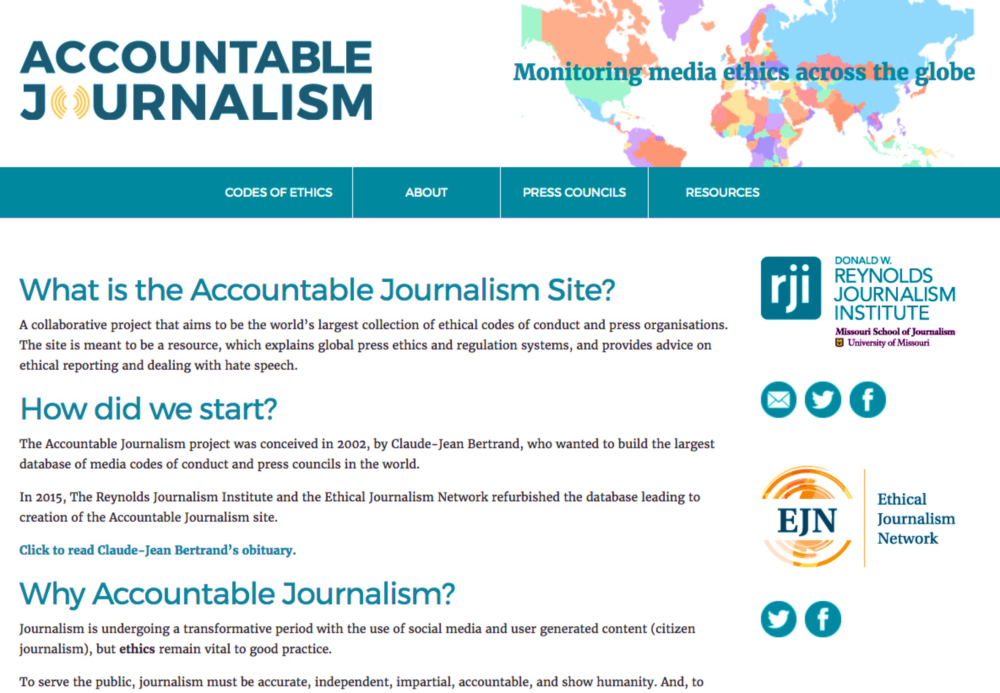 ACCOUNTABLE
JOURNALISM
Monitoring media ethics across the globe
CODES OF ETHICS
ABOUT
PRESS COUNCILS
RESOURCES
What is the Accountable Journalism Site?
A collaborative project that aims to be the world's largest collection of ethical codes of conduct and press organisations.
The site is meant to be a resource, which explains global press ethics and regulation systems, and provides advice on
ethical reporting and dealing with hate speech.
How did we start?
The Accountable Journalism project was conceived in 2002, by Claude-Jean Bertrand, who wanted to build the largest
database of media codes of conduct and press councils in the world.
In 2015, The Reynolds Journalism Institute and the Ethical Journalism Network refurbished the database leading to
creation of the Accountable Journalism site.
Click to read Claude-Jean Bertrand's obituary.
Why Accountable Journalism?
Journalism is undergoing a transformative period with the use of social media and user generated content (citizen
journalism), but ethics remain vital to good practice.
To serve the public, journalism must be accurate, independent, impartial, accountable, and show humanity. And, to
rji
DONALD W.
REYNOLDS
JOURNALISM
INSTITUTE
Missouri School of Journalism
University of Missouri
EJN
Ethical
Journalism
Network